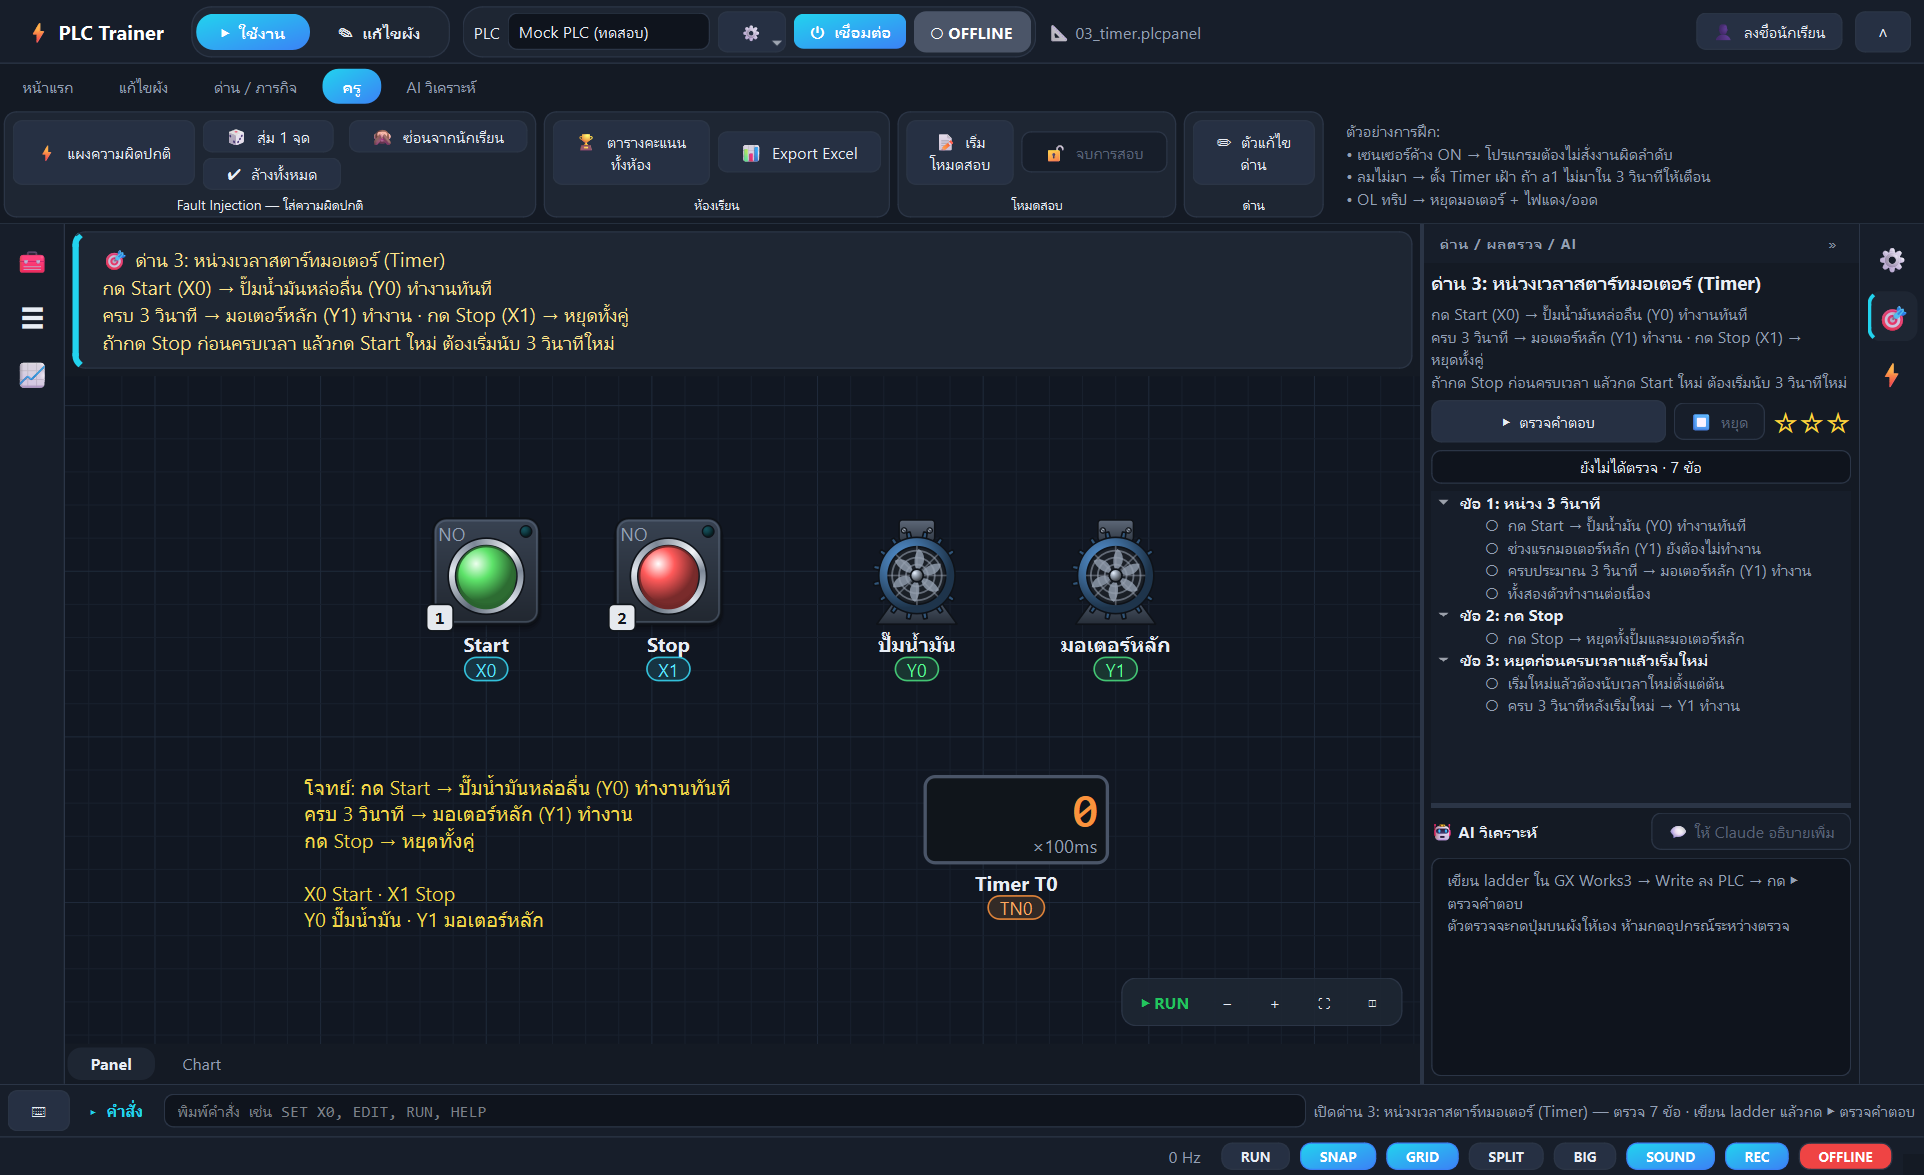 PLC Trainer
ใช้งาน
แก้ไขผัง
PLC
Mock PLC (ทดสอบ)
เชื่อมต่อ
OFFLINE
03_timer.plcpanel
ลงชื่อนักเรียน
หน้าแรก
แก้ไขผัง
ด่าน / ภารกิจ
ครู
AI วิเคราะห์
แผงความผิดปกติ
สุ่ม 1 จุด
ซ่อนจากนักเรียน
ล้างทั้งหมด
Fault Injection — ใส่ความผิดปกติ
ตารางคะแนน
ทั้งห้อง
Export Excel
ห้องเรียน
เริ่ม
โหมดสอบ
จบการสอบ
โหมดสอบ
ตัวแก้ไข
ด่าน
ด่าน
ตัวอย่างการฝึก:
• เซนเซอร์ค้าง ON → โปรแกรมต้องไม่สั่งงานผิดลำดับ
• ลมไม่มา → ตั้ง Timer เฝ้า ถ้า a1 ไม่มาใน 3 วินาทีให้เตือน
• OL ทริป → หยุดมอเตอร์ + ไฟแดง/ออด
ด่าน 3: หน่วงเวลาสตาร์ทมอเตอร์ (Timer)
กด Start (X0) → ปั๊มน้ำมันหล่อลื่น (Y0) ทำงานทันที
ครบ 3 วินาที → มอเตอร์หลัก (Y1) ทำงาน · กด Stop (X1) → หยุดทั้งคู่
ถ้ากด Stop ก่อนครบเวลา แล้วกด Start ใหม่ ต้องเริ่มนับ 3 วินาทีใหม่
NO
1
Start
X0
NO
2
Stop
X1
ปั๊มน้ำมัน
Y0
มอเตอร์หลัก
Y1
โจทย์: กด Start → ปั๊มน้ำมันหล่อลื่น (Y0) ทำงานทันที
ครบ 3 วินาที → มอเตอร์หลัก (Y1) ทำงาน
กด Stop → หยุดทั้งคู่
X0 Start · X1 Stop
Y0 ปั๊มน้ำมัน · Y1 มอเตอร์หลัก
0
×100ms
Timer T0
TN0
RUN
Panel
Chart
ด่าน / ผลตรวจ / AI
ด่าน 3: หน่วงเวลาสตาร์ทมอเตอร์ (Timer)
กด Start (X0) → ปั๊มน้ำมันหล่อลื่น (Y0) ทำงานทันที
ครบ 3 วินาที → มอเตอร์หลัก (Y1) ทำงาน · กด Stop (X1) →
หยุดทั้งคู่
ถ้ากด Stop ก่อนครบเวลา แล้วกด Start ใหม่ ต้องเริ่มนับ 3 วินาทีใหม่
ตรวจคำตอบ
หยุด
ยังไม่ได้ตรวจ · 7 ข้อ
ข้อ 1: หน่วง 3 วินาที
กด Start → ปั๊มน้ำมัน (Y0) ทำงานทันที
ช่วงแรกมอเตอร์หลัก (Y1) ยังต้องไม่ทำงาน
ครบประมาณ 3 วินาที → มอเตอร์หลัก (Y1) ทำงาน
ทั้งสองตัวทำงานต่อเนื่อง
ข้อ 2: กด Stop
กด Stop → หยุดทั้งปั๊มและมอเตอร์หลัก
ข้อ 3: หยุดก่อนครบเวลาแล้วเริ่มใหม่
เริ่มใหม่แล้วต้องนับเวลาใหม่ตั้งแต่ต้น
ครบ 3 วินาทีหลังเริ่มใหม่ → Y1 ทำงาน
AI วิเคราะห์
ให้ Claude อธิบายเพิ่ม
เขียน ladder ใน GX Works3 → Write ลง PLC → กด ▶
ตรวจคำตอบ
ตัวตรวจจะกดปุ่มบนผังให้เอง ห้ามกดอุปกรณ์ระหว่างตรวจ
คำสั่ง
พิมพ์คำสั่ง เช่น SET X0, EDIT, RUN, HELP
เปิดด่าน 3: หน่วงเวลาสตาร์ทมอเตอร์ (Timer) — ตรวจ 7 ข้อ · เขียน ladder แล้วกด ▶ ตรวจคำตอบ
0 Hz
RUN
SNAP
GRID
SPLIT
BIG
SOUND
REC
OFFLINE